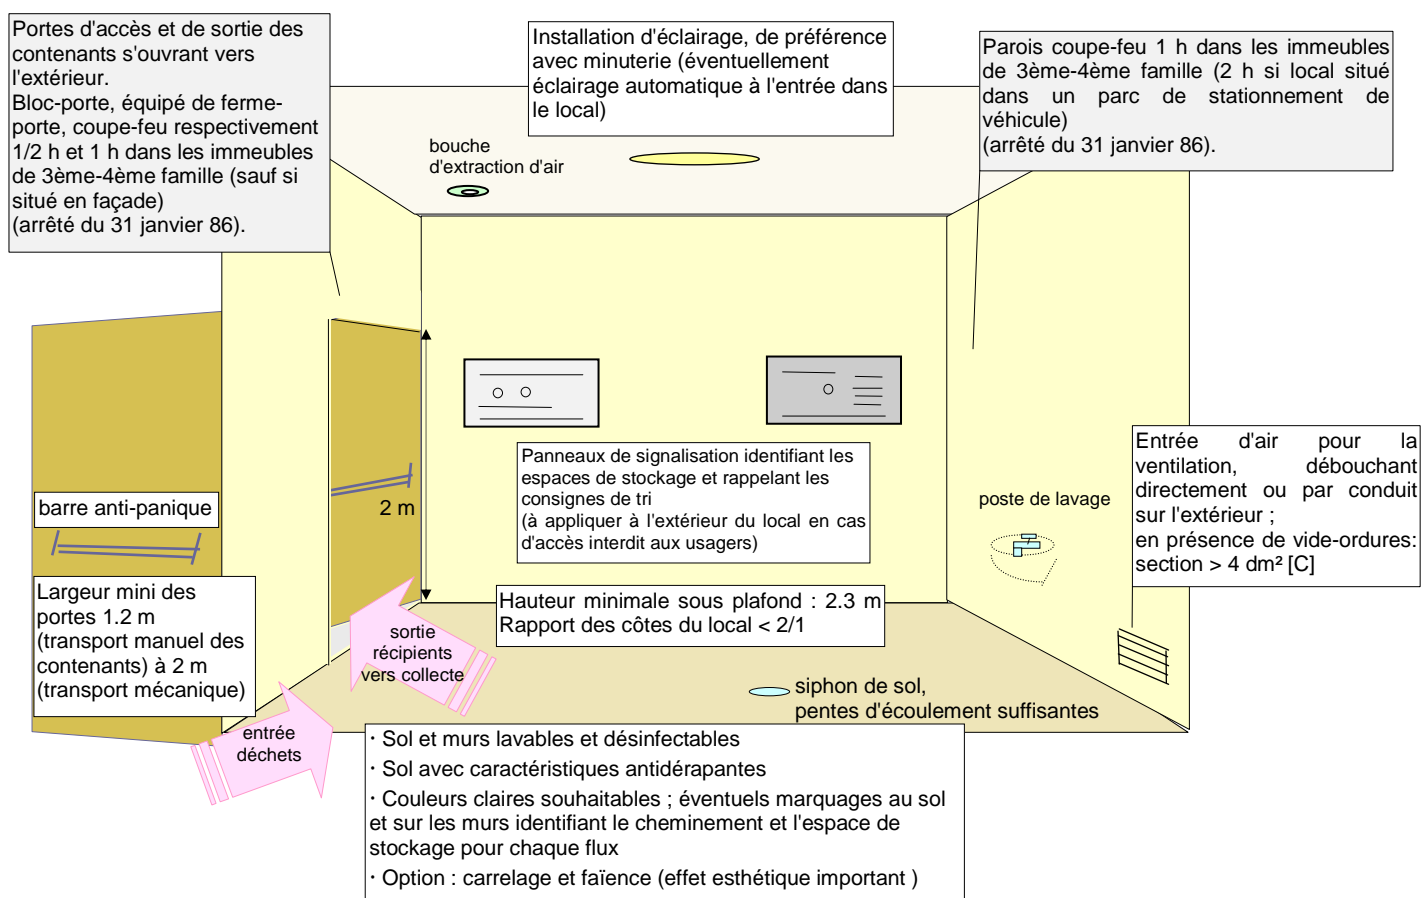 Portes d'accès et de sortie des
contenants s'ouvrant vers
l'extérieur.
Bloc-porte, équipé de ferme-
porte, coupe-feu respectivement
1/2 h et 1 h dans les immeubles
de 3ème-4ème famille (sauf si
situé en façade)
(arrêté du 31 janvier 86).
Installation d'éclairage, de préférence
avec minuterie (éventuellement
éclairage automatique à l'entrée dans
le local)
Parois coupe-feu 1 h dans les immeubles
de 3ème-4ème famille (2 h si local situé
dans un parc de stationnement de
véhicule)
(arrêté du 31 janvier 86).
bouche
d'extraction d'air
Panneaux de signalisation identifiant les
espaces de stockage et rappelant les
consignes de tri
(à appliquer à l'extérieur du local en cas
d'accès interdit aux usagers)
Entrée d'air pour la
ventilation, débouchant
directement ou par conduit
sur l'extérieur ;
en présence de vide-ordures:
section > 4 dm² [C]
poste de lavage
barre anti-panique
2 m
Largeur mini des
portes 1.2 m
(transport manuel des
contenants) à 2 m
(transport mécanique)
Hauteur minimale sous plafond : 2.3 m
Rapport des côtes du local < 2/1
sortie
récipients
vers collecte
siphon de sol,
pentes d'écoulement suffisantes
entrée
déchets
· Sol et murs lavables et désinfectables
· Sol avec caractéristiques antidérapantes
· Couleurs claires souhaitables ; éventuels marquages au sol
et sur les murs identifiant le cheminement et l'espace de
stockage pour chaque flux
· Option : carrelage et faïence (effet esthétique important )